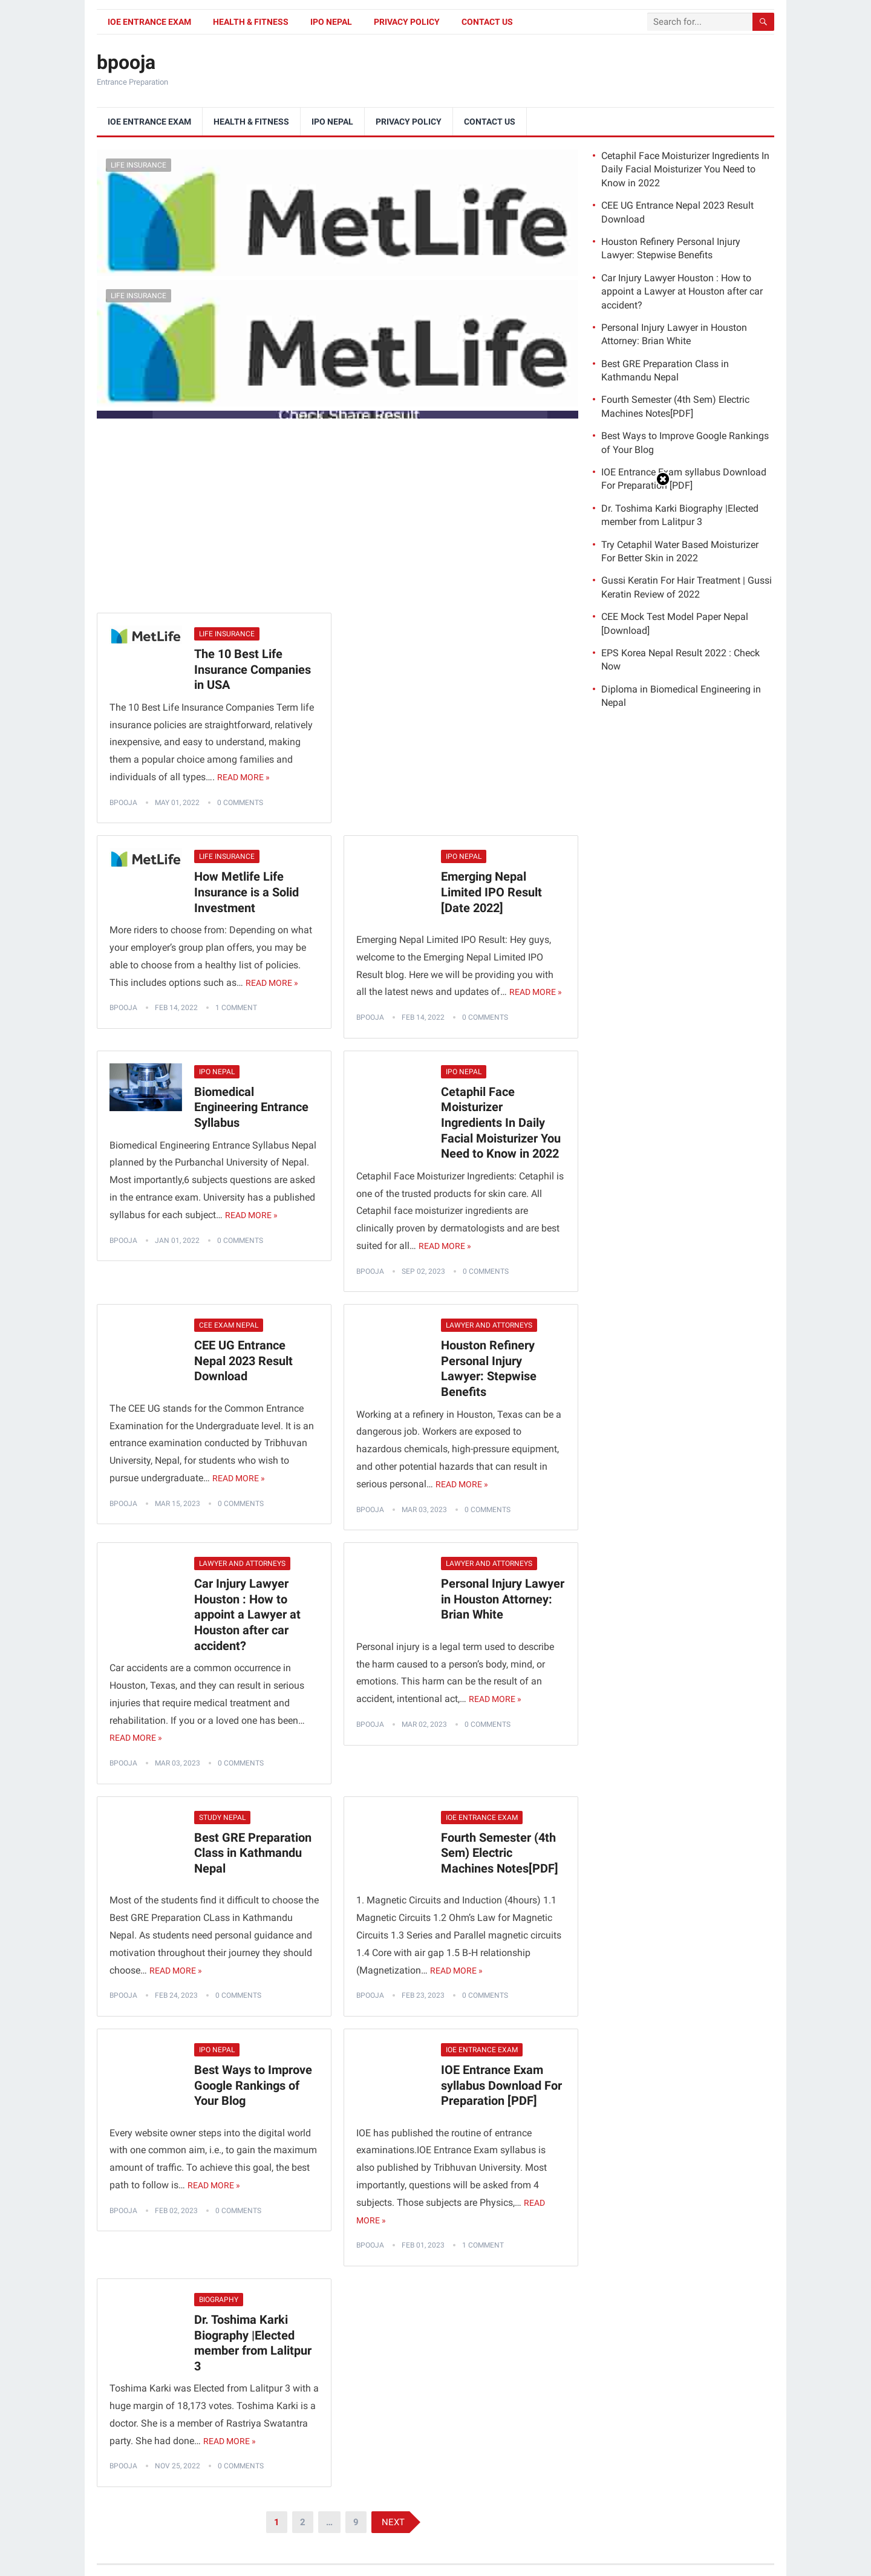 IOE ENTRANCE EXAM HEALTH & FITNESS IPO NEPAL PRIVACY POLICY CONTACT US Search for...
bpooja
Entrance Preparation
IOE ENTRANCE EXAM HEALTH & FITNESS IPO NEPAL PRIVACY POLICY CONTACT US
LIFE INSURANCE
MetLife
LIFE INSURANCE
MetLife
Check Share Result
Cetaphil Face Moisturizer Ingredients In
Daily Facial Moisturizer You Need to
Know in 2022
CEE UG Entrance Nepal 2023 Result
Download
Houston Refinery Personal Injury
Lawyer: Stepwise Benefits
Car Injury Lawyer Houston : How to
appoint a Lawyer at Houston after car
accident?
Personal Injury Lawyer in Houston
Attorney: Brian White
Best GRE Preparation Class in
Kathmandu Nepal
Fourth Semester (4th Sem) Electric
Machines Notes[PDF]
Best Ways to Improve Google Rankings
of Your Blog
IOE Entrance Exam syllabus Download
For Preparation [PDF]
Dr. Toshima Karki Biography |Elected
member from Lalitpur 3
Try Cetaphil Water Based Moisturizer
For Better Skin in 2022
Gussi Keratin For Hair Treatment | Gussi
Keratin Review of 2022
CEE Mock Test Model Paper Nepal
[Download]
EPS Korea Nepal Result 2022 : Check
Now
Diploma in Biomedical Engineering in
Nepal
MetLife
LIFE INSURANCE
The 10 Best Life
Insurance Companies
in USA
The 10 Best Life Insurance Companies Term life
insurance policies are straightforward, relatively
inexpensive, and easy to understand, making
them a popular choice among families and
individuals of all types.... READ MORE »
BPOOJA • MAY 01, 2022 • 0 COMMENTS
MetLife
LIFE INSURANCE
How Metlife Life
Insurance is a Solid
Investment
More riders to choose from: Depending on what
your employer's group plan offers, you may be
able to choose from a healthy list of policies.
This includes options such as... READ MORE »
BPOOJA • FEB 14, 2022 • 1 COMMENT
IPO NEPAL
Emerging Nepal
Limited IPO Result
[Date 2022]
Emerging Nepal Limited IPO Result: Hey guys,
welcome to the Emerging Nepal Limited IPO
Result blog. Here we will be providing you with
all the latest news and updates of... READ MORE »
BPOOJA • FEB 14, 2022 • 0 COMMENTS
IPO NEPAL
Biomedical
Engineering Entrance
Syllabus
Biomedical Engineering Entrance Syllabus Nepal
planned by the Purbanchal University of Nepal.
Most importantly,6 subjects questions are asked
in the entrance exam. University has a published
syllabus for each subject... READ MORE »
BPOOJA • JAN 01, 2022 • 0 COMMENTS
IPO NEPAL
Cetaphil Face
Moisturizer
Ingredients In Daily
Facial Moisturizer You
Need to Know in 2022
Cetaphil Face Moisturizer Ingredients: Cetaphil is
one of the trusted products for skin care. All
Cetaphil face moisturizer ingredients are
clinically proven by dermatologists and are best
suited for all... READ MORE »
BPOOJA • SEP 02, 2023 • 0 COMMENTS
CEE EXAM NEPAL
CEE UG Entrance
Nepal 2023 Result
Download
The CEE UG stands for the Common Entrance
Examination for the Undergraduate level. It is an
entrance examination conducted by Tribhuvan
University, Nepal, for students who wish to
pursue undergraduate... READ MORE »
BPOOJA • MAR 15, 2023 • 0 COMMENTS
LAWYER AND ATTORNEYS
Houston Refinery
Personal Injury
Lawyer: Stepwise
Benefits
Working at a refinery in Houston, Texas can be a
dangerous job. Workers are exposed to
hazardous chemicals, high-pressure equipment,
and other potential hazards that can result in
serious personal... READ MORE »
BPOOJA • MAR 03, 2023 • 0 COMMENTS
LAWYER AND ATTORNEYS
Car Injury Lawyer
Houston : How to
appoint a Lawyer at
Houston after car
accident?
Car accidents are a common occurrence in
Houston, Texas, and they can result in serious
injuries that require medical treatment and
rehabilitation. If you or a loved one has been...
READ MORE »
BPOOJA • MAR 03, 2023 • 0 COMMENTS
LAWYER AND ATTORNEYS
Personal Injury Lawyer
in Houston Attorney:
Brian White
Personal injury is a legal term used to describe
the harm caused to a person's body, mind, or
emotions. This harm can be the result of an
accident, intentional act,... READ MORE »
BPOOJA • MAR 02, 2023 • 0 COMMENTS
STUDY NEPAL
Best GRE Preparation
Class in Kathmandu
Nepal
Most of the students find it difficult to choose the
Best GRE Preparation CLass in Kathmandu
Nepal. As students need personal guidance and
motivation throughout their journey they should
choose... READ MORE »
BPOOJA • FEB 24, 2023 • 0 COMMENTS
IOE ENTRANCE EXAM
Fourth Semester (4th
Sem) Electric
Machines Notes[PDF]
1. Magnetic Circuits and Induction (4hours) 1.1
Magnetic Circuits 1.2 Ohm's Law for Magnetic
Circuits 1.3 Series and Parallel magnetic circuits
1.4 Core with air gap 1.5 B-H relationship
(Magnetization... READ MORE »
BPOOJA • FEB 23, 2023 • 0 COMMENTS
IPO NEPAL
Best Ways to Improve
Google Rankings of
Your Blog
Every website owner steps into the digital world
with one common aim, i.e., to gain the maximum
amount of traffic. To achieve this goal, the best
path to follow is... READ MORE »
BPOOJA • FEB 02, 2023 • 0 COMMENTS
IOE ENTRANCE EXAM
IOE Entrance Exam
syllabus Download For
Preparation [PDF]
IOE has published the routine of entrance
examinations.IOE Entrance Exam syllabus is
also published by Tribhuvan University. Most
importantly, questions will be asked from 4
subjects. Those subjects are Physics,... READ
MORE »
BPOOJA • FEB 01, 2023 • 1 COMMENT
BIOGRAPHY
Dr. Toshima Karki
Biography |Elected
member from Lalitpur
3
Toshima Karki was Elected from Lalitpur 3 with a
huge margin of 18,173 votes. Toshima Karki is a
doctor. She is a member of Rastriya Swatantra
party. She had done... READ MORE »
BPOOJA • NOV 25, 2022 • 0 COMMENTS
1 2 ... 9 NEXT